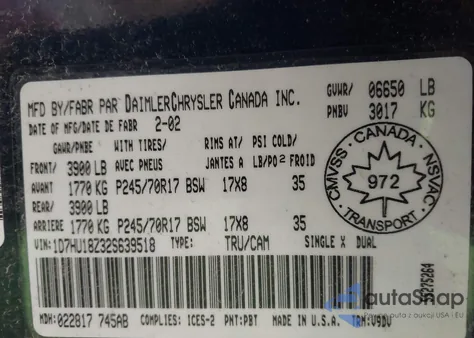 MFD BY/FABR PAR DAIMLERCHRYSLER CANADA INC.
GVWR/ 06650 LB
PNBV 3017 KG
DATE OF MFG/DATE DE FABR 2-02
GAWR/PNBE WITH TIRES/ RIMS AT/ PSI COLD/
FRONT/ 3900 LB AVEC PNEUS JANTES A LB/PO2 FROID
AVANT 1770 KG P245/70R17 BSW 17X8 35
REAR/ 3900 LB
ARRIERE 1770 KG P245/70R17 BSW 17X8 35
CANADA
CMVSS NSVAC
972
TRANSPORT
VIN: 1D7HU18Z32S639518 TYPE: TRU/CAM SINGLE X DUAL
MDH: 022817 745AB COMPLIES: ICES-2 PNT: PBT MADE IN U.S.A. TRM: V9DV
autaSnap